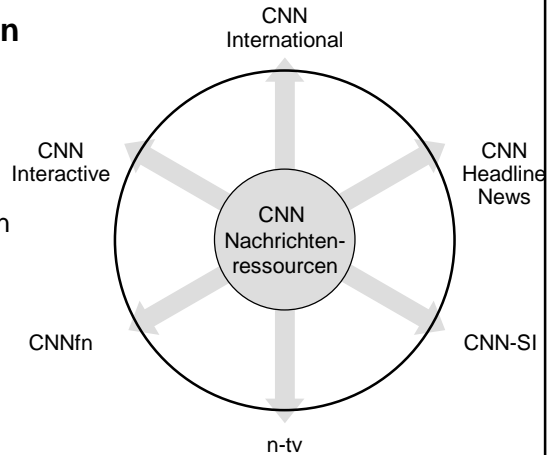 n
CNN
International
CNN
Interactive
CNN
Headline
News
n
CNN
Nachrichten-
ressourcen
CNNfn
CNN-SI
n-tv